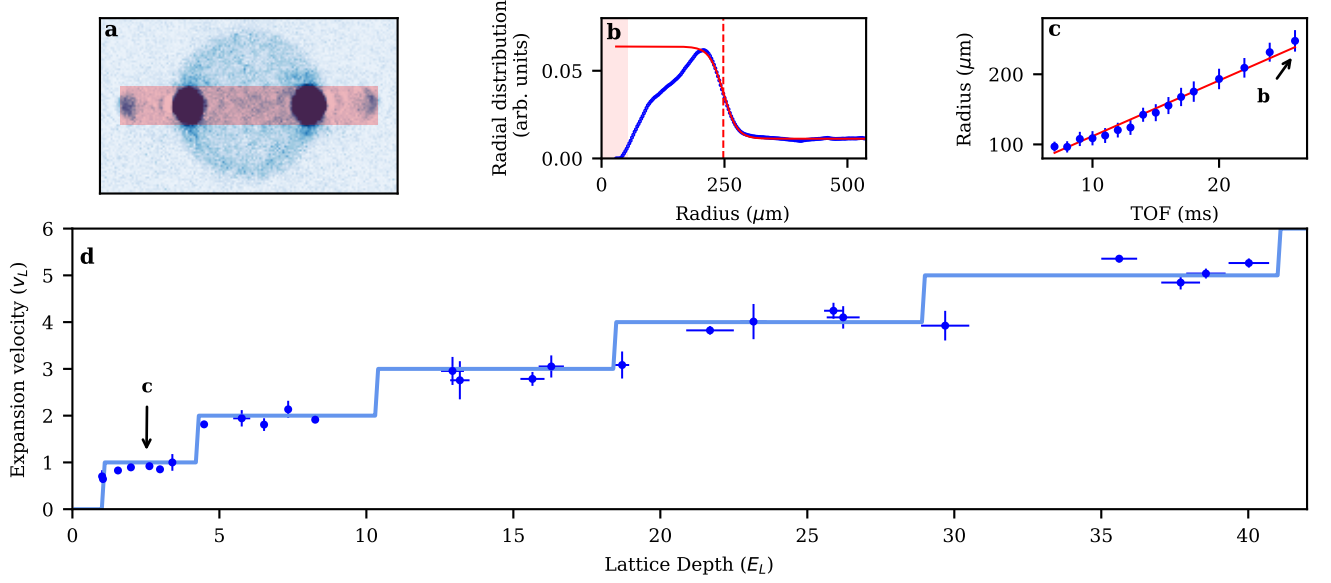 a
b
Radial distribution
(arb. units)
0.05
0.00
0
250
500
Radius (μm)
c
Radius (μm)
200
100
b
10
20
TOF (ms)
d
Expansion velocity (v_L)
6
5
4
3
2
1
0
c
0
5
10
15
20
25
30
35
40
Lattice Depth (E_L)